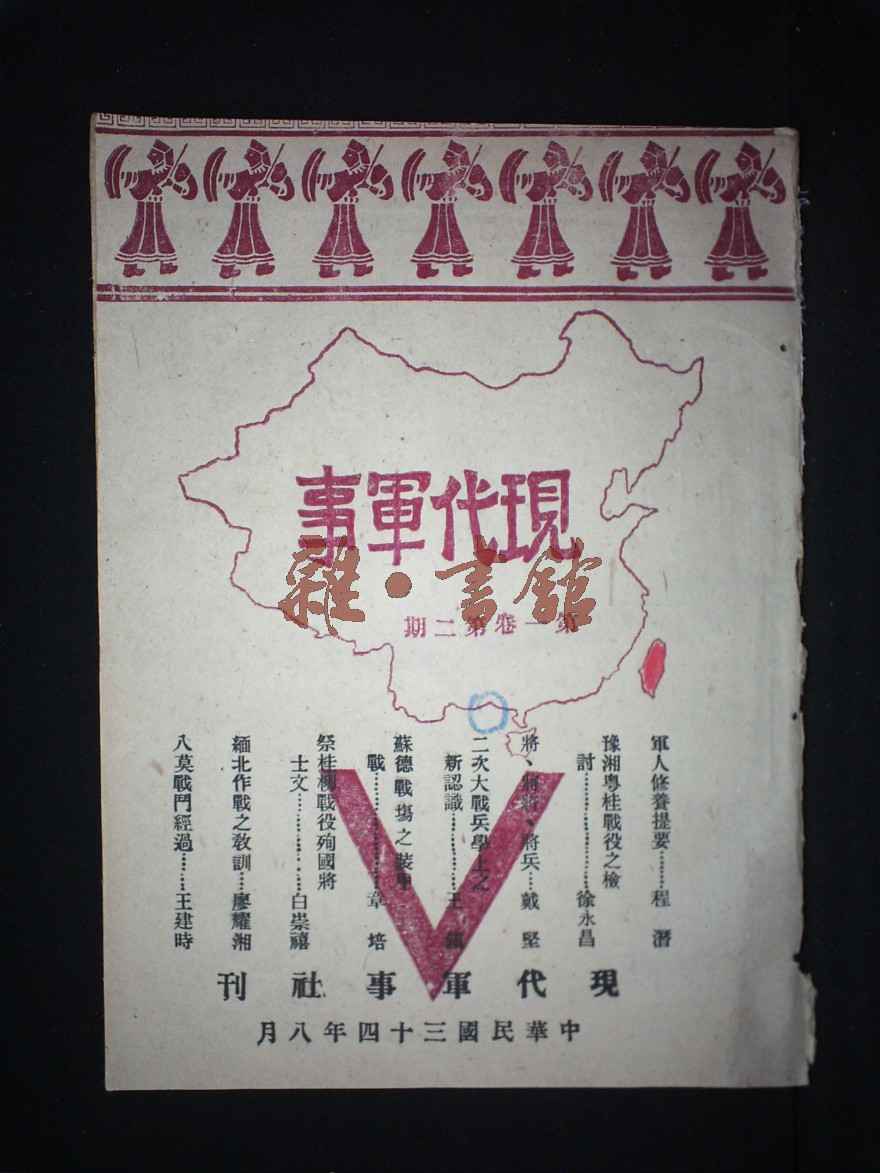 現代軍事
雜·書館
第一卷第二期
軍人修養提要………程 潛
豫湘粵桂戰役之檢
討………………徐永昌
將、將將、將兵……戴 堅
二次大戰兵學上之
新認識…………王
蘇德戰場之裝甲
戰………………章 培
祭桂柳戰役殉國將
士文……………白崇禧
緬北作戰之教訓…廖耀湘
八莫戰鬥經過……王建時
現代軍事社刊
中華民國三十四年八月